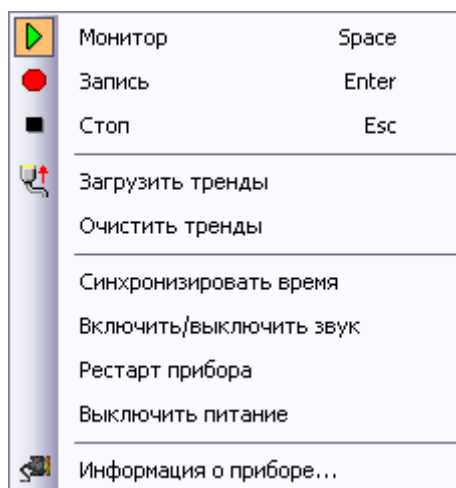 Монитор Space
Запись Enter
Стоп Esc
Загрузить тренды
Очистить тренды
Синхронизировать время
Включить/выключить звук
Рестарт прибора
Выключить питание
Информация о приборе...